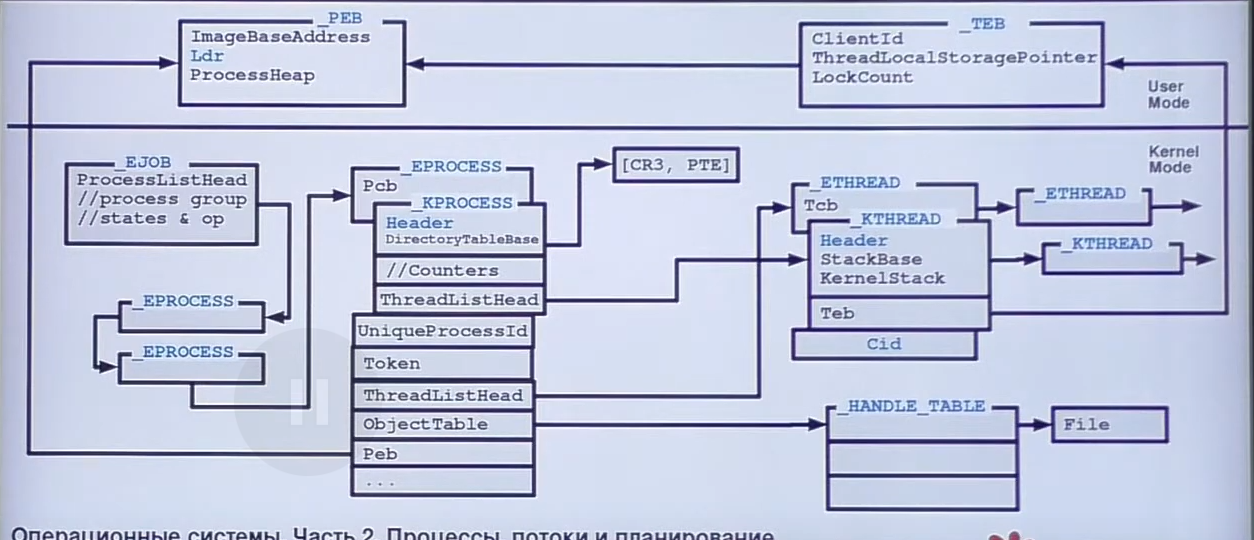 _PEB
ImageBaseAddress
Ldr
ProcessHeap
_TEB
ClientId
ThreadLocalStoragePointer
LockCount
User
Mode
Kernel
Mode
_EJOB
ProcessListHead
//process group
//states & op
_EPROCESS
_EPROCESS
_EPROCESS
Pcb
_KPROCESS
Header
DirectoryTableBase
//Counters
ThreadListHead
UniqueProcessId
Token
ThreadListHead
ObjectTable
Peb
...
[CR3, PTE]
_ETHREAD
Tcb
_KTHREAD
Header
StackBase
KernelStack
Teb
Cid
_ETHREAD
_KTHREAD
_HANDLE_TABLE
File
Операционные системы. Часть 2. Процессы, потоки и планирование